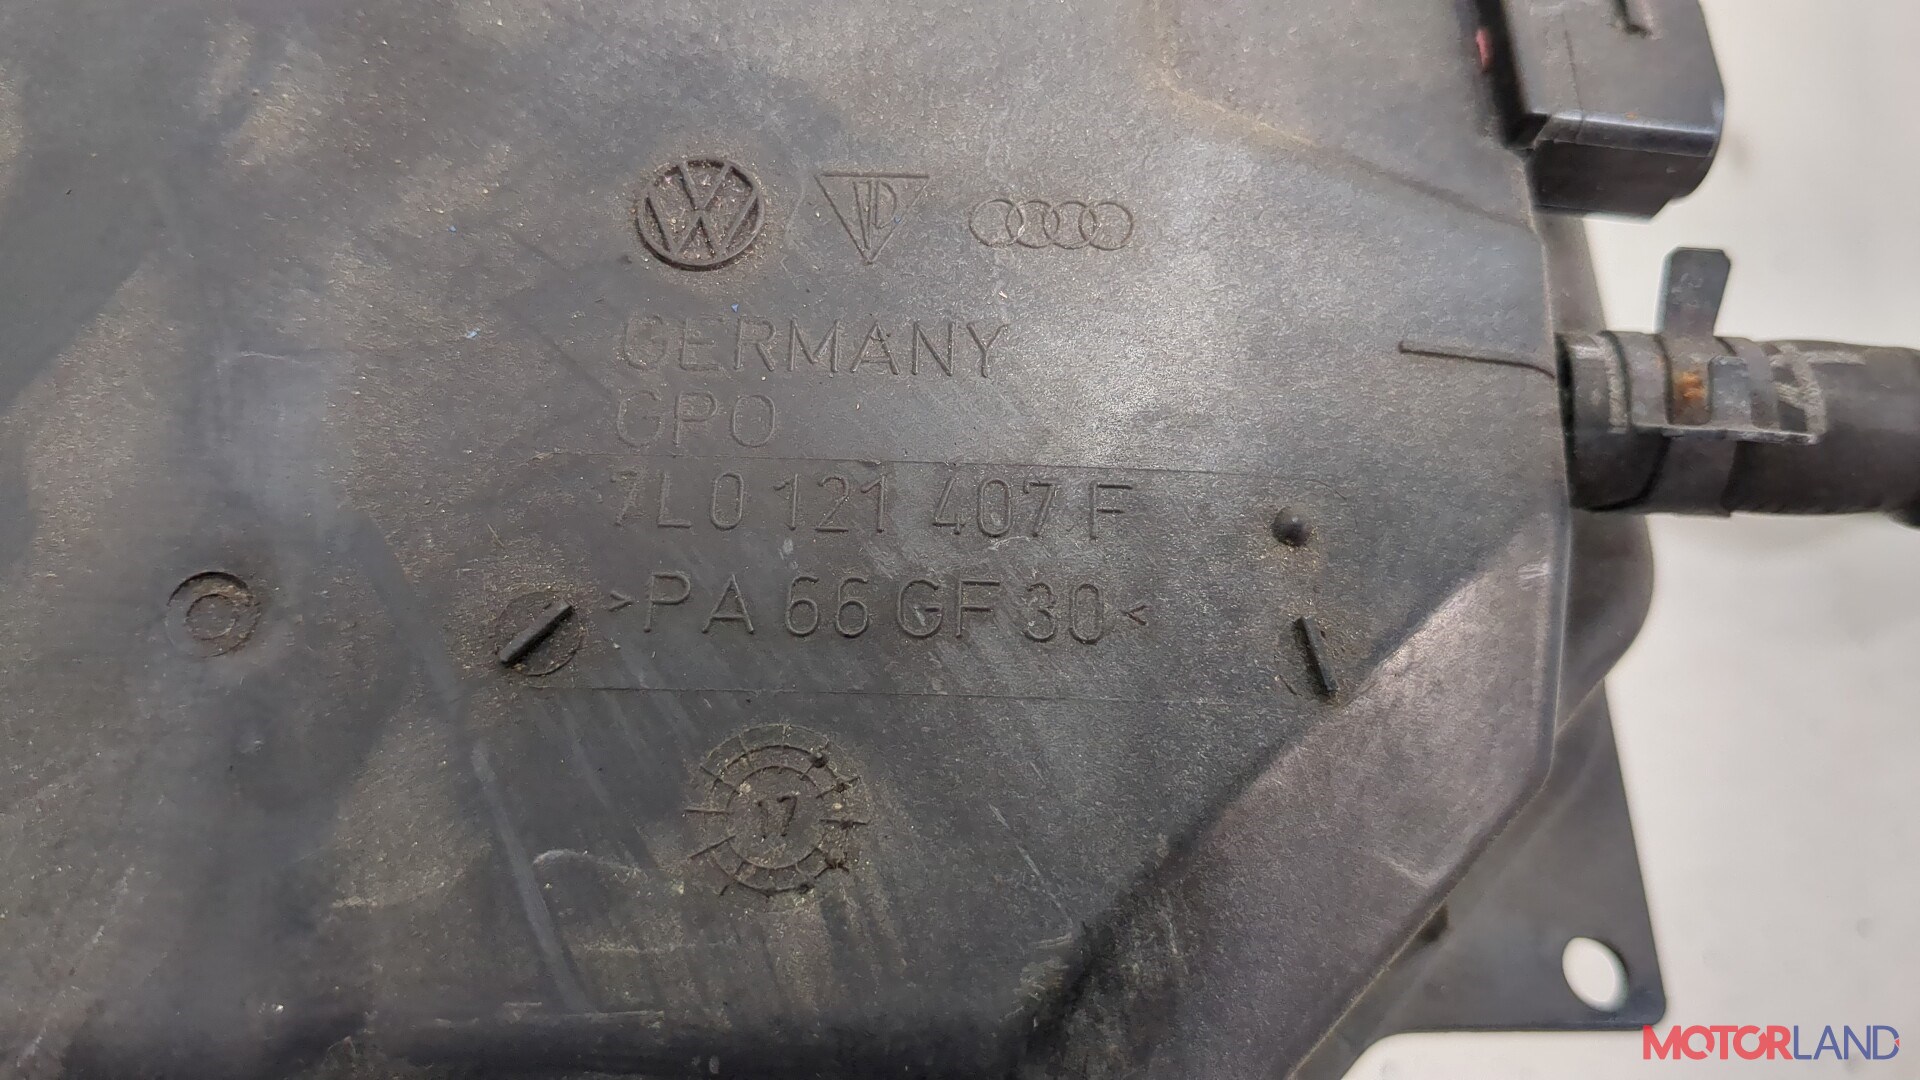 GERMANY
GPO
7L0 121 407 F
>PA 66 GF 30<
17
MOTORLAND